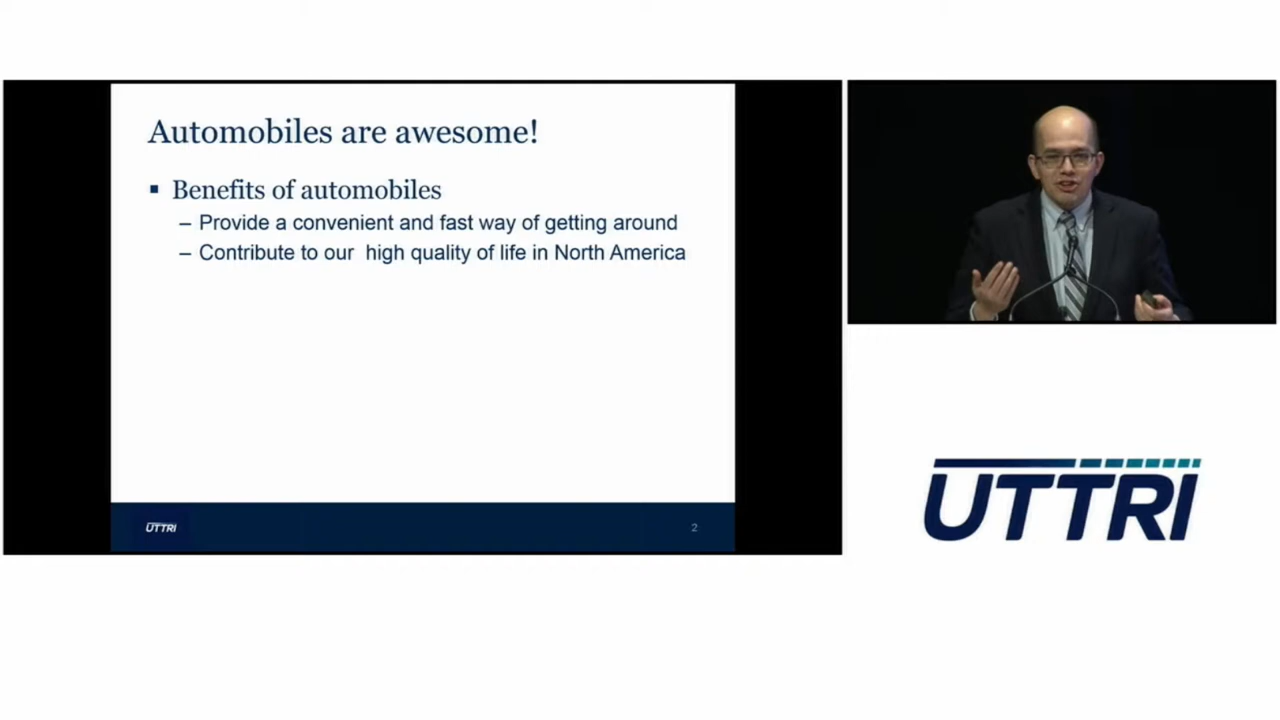 Automobiles are awesome!
▪ Benefits of automobiles
– Provide a convenient and fast way of getting around
– Contribute to our  high quality of life in North America
UTTRI
2
UTTRI